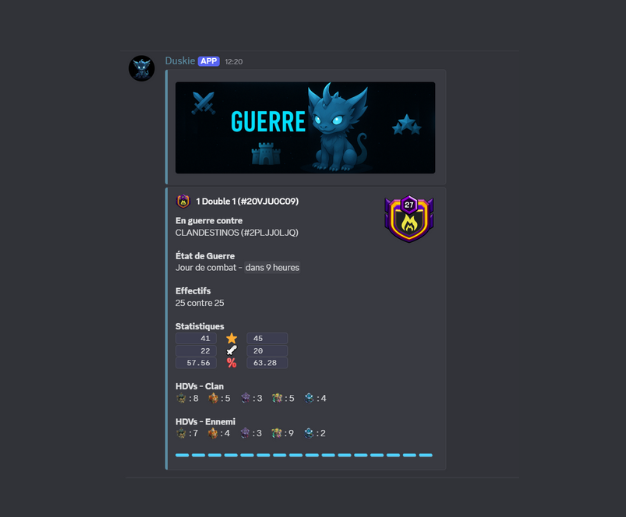 Duskie APP 12:20
GUERRE
1 Double 1 (#20VJU0C09)
27
En guerre contre
CLANDESTINOS (#2PLJJ0LJQ)
État de Guerre
Jour de combat - dans 9 heures
Effectifs
25 contre 25
Statistiques
41 45
22 20
57.56 % 63.28
HDVs - Clan
:8 :5 :3 :5 :4
HDVs - Ennemi
:7 :4 :3 :9 :2